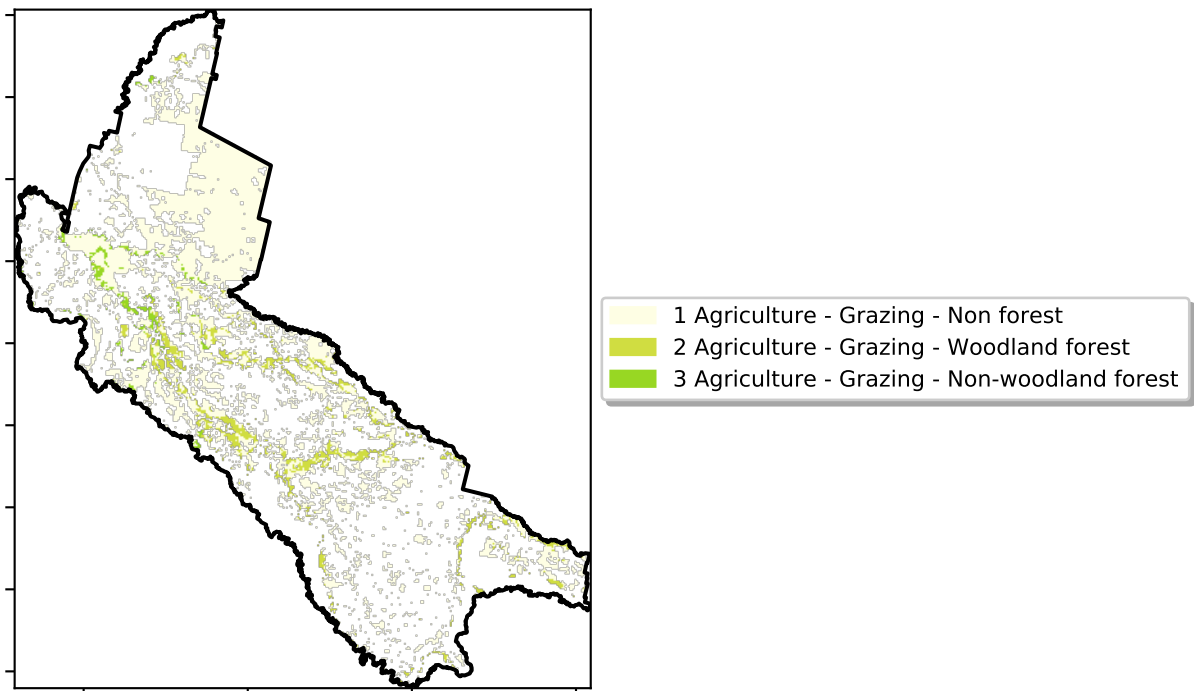 1 Agriculture - Grazing - Non forest
2 Agriculture - Grazing - Woodland forest
3 Agriculture - Grazing - Non-woodland forest